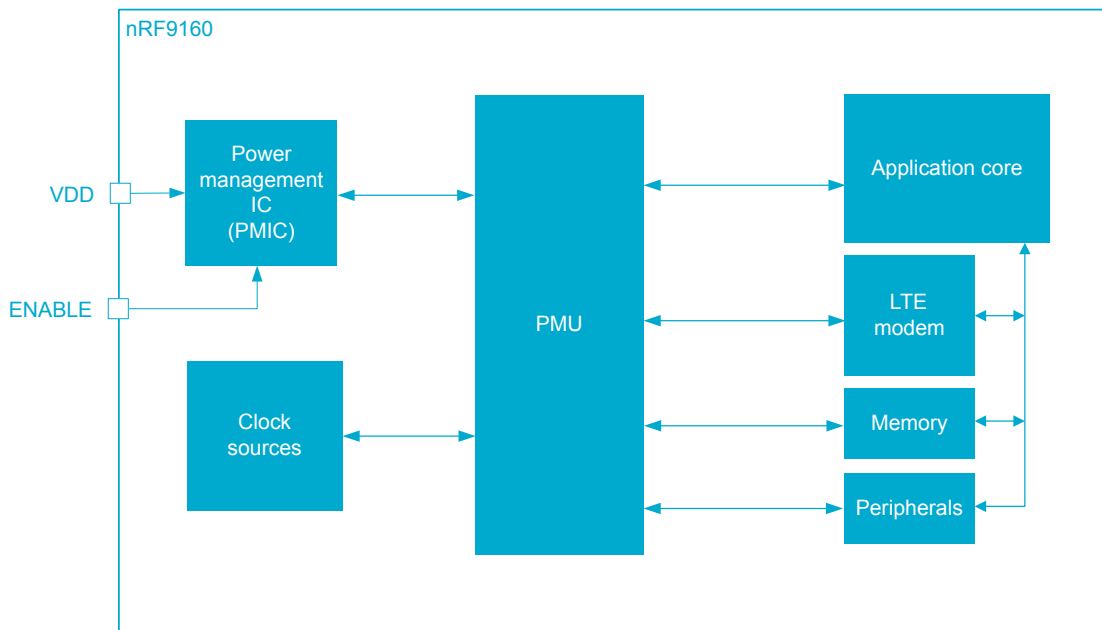 nRF9160
Power
management
IC
(PMIC)
VDD
ENABLE
Clock
sources
PMU
Application core
LTE
modem
Memory
Peripherals